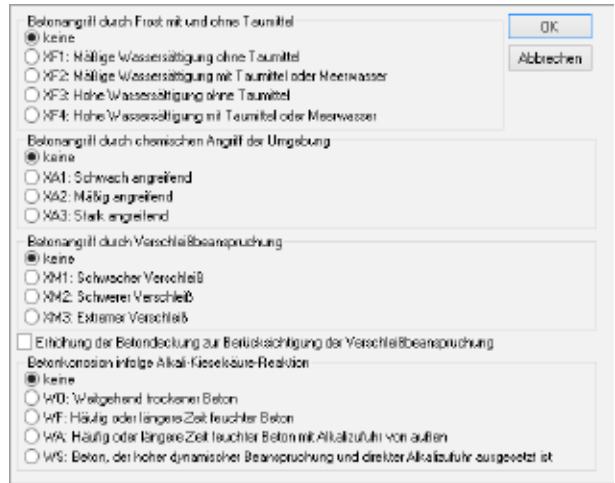 Betonangriff durch Frost mit und ohne Taumittel
keine
XF1: Mäßige Wassersättigung ohne Taumittel
XF2: Mäßige Wassersättigung mit Taumittel oder Meerwasser
XF3: Hohe Wassersättigung ohne Taumittel
XF4: Hohe Wassersättigung mit Taumittel oder Meerwasser
OK
Abbrechen
Betonangriff durch chemischen Angriff der Umgebung
keine
XA1: Schwach angreifend
XA2: Mäßig angreifend
XA3: Stark angreifend
Betonangriff durch Verschleißbeanspruchung
keine
XM1: Schwacher Verschleiß
XM2: Schwerer Verschleiß
XM3: Extremer Verschleiß
Erhöhung der Betondeckung zur Berücksichtigung der Verschleißbeanspruchung
Betonkorrosion infolge Alkali-Kieselsäure-Reaktion
keine
WO: Weitgehend trockener Beton
WF: Häufig oder längere Zeit feuchter Beton
WA: Häufig oder längere Zeit feuchter Beton mit Alkalizufuhr von außen
WS: Beton, der hoher dynamischer Beanspruchung und direkter Alkalizufuhr ausgesetzt ist